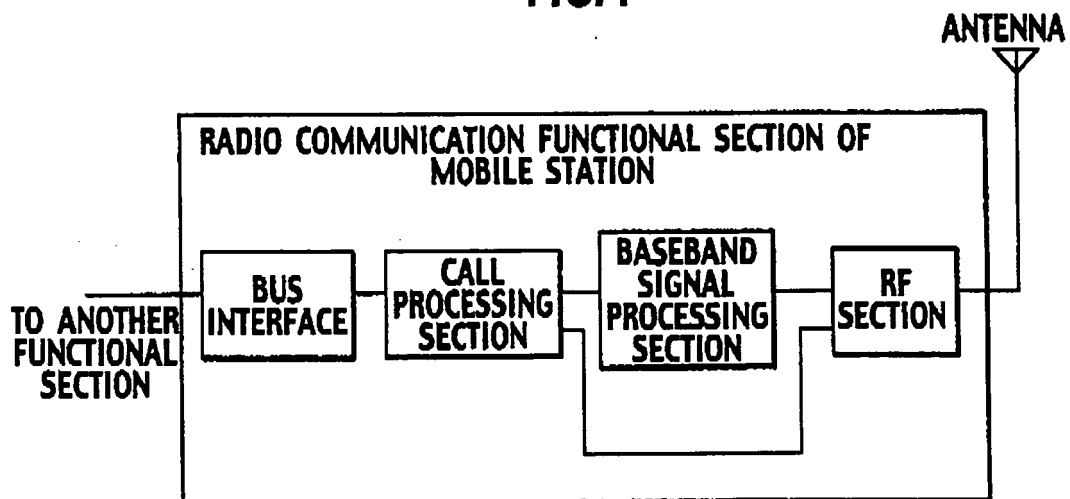 ANTENNA
RADIO COMMUNICATION FUNCTIONAL SECTION OF
MOBILE STATION
TO ANOTHER
FUNCTIONAL
SECTION
BUS
INTERFACE
CALL
PROCESSING
SECTION
BASEBAND
SIGNAL
PROCESSING
SECTION
RF
SECTION